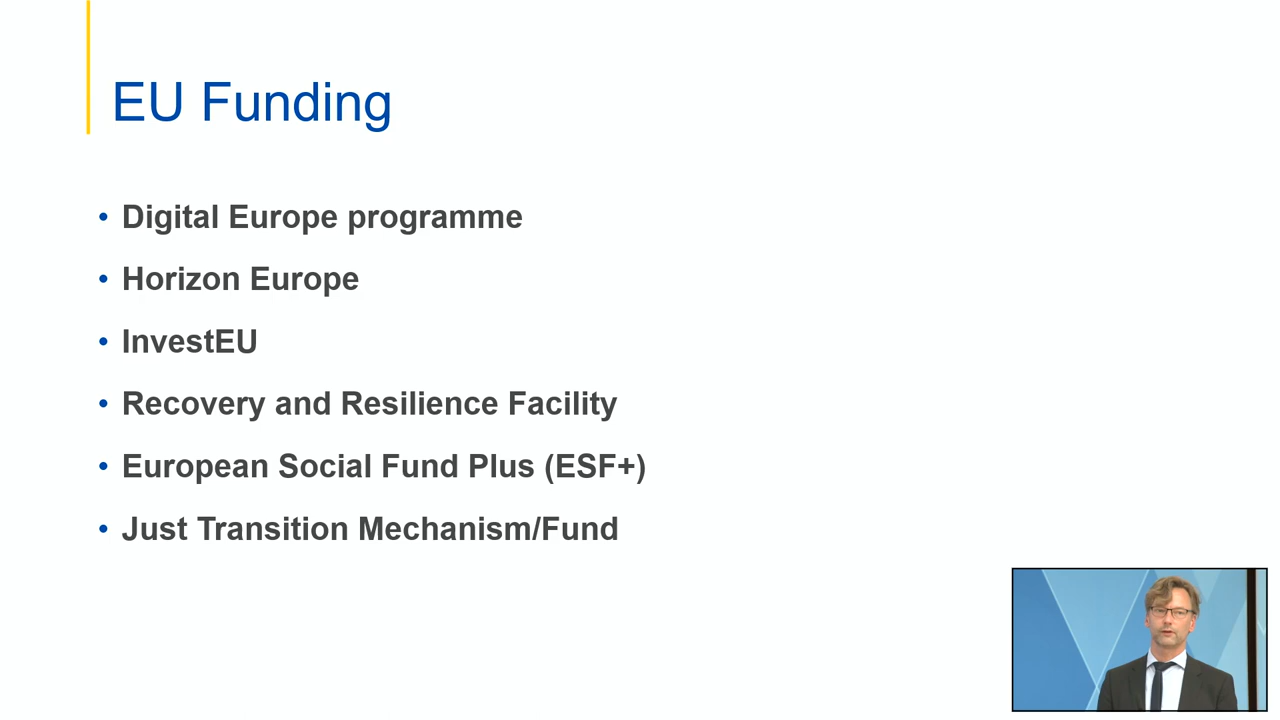 EU Funding
• Digital Europe programme
• Horizon Europe
• InvestEU
• Recovery and Resilience Facility
• European Social Fund Plus (ESF+)
• Just Transition Mechanism/Fund